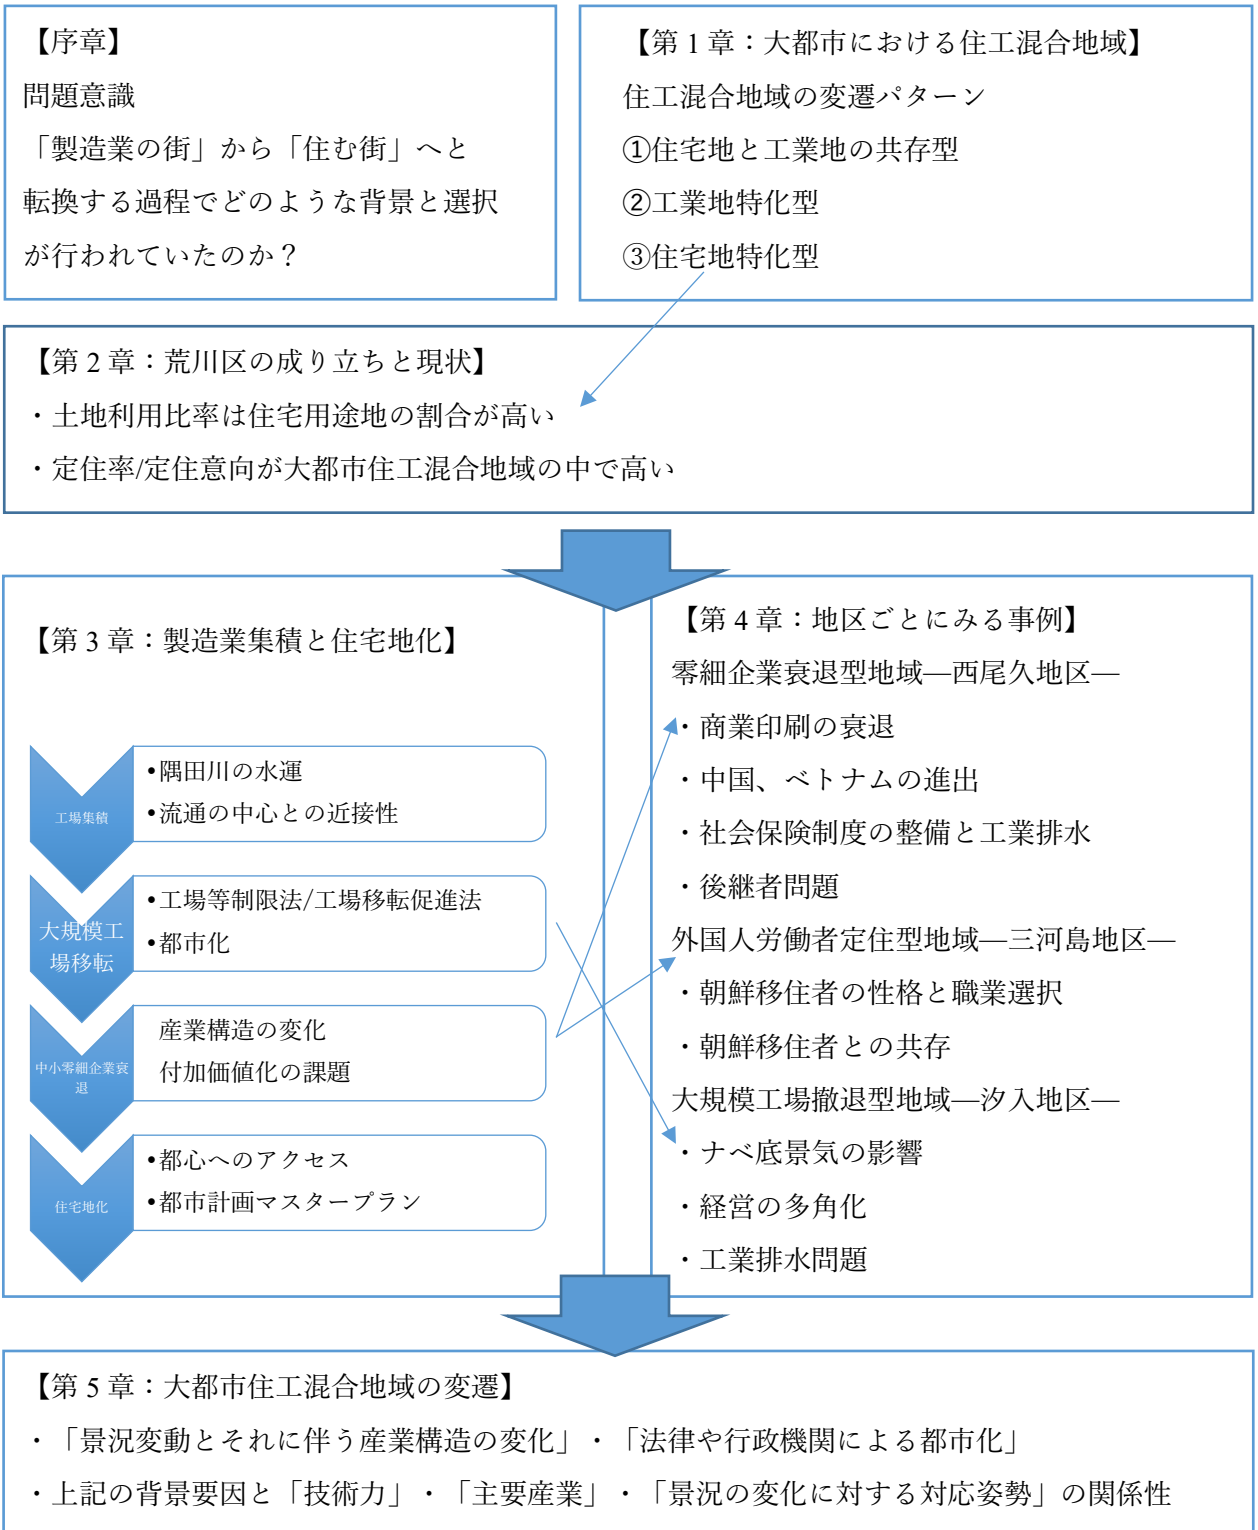 【序章】
問題意識
「製造業の街」から「住む街」へと
転換する過程でどのような背景と選択
が行われていたのか？
【第1章：大都市における住工混合地域】
住工混合地域の変遷パターン
①住宅地と工業地の共存型
②工業地特化型
③住宅地特化型
【第2章：荒川区の成り立ちと現状】
・土地利用比率は住宅用途地の割合が高い
・定住率/定住意向が大都市住工混合地域の中で高い
【第3章：製造業集積と住宅地化】
工場集積
•隅田川の水運
•流通の中心との近接性
大規模工
場移転
•工場等制限法/工場移転促進法
•都市化
中小零細企業衰
退
産業構造の変化
付加価値化の課題
住宅地化
•都心へのアクセス
•都市計画マスタープラン
【第4章：地区ごとにみる事例】
零細企業衰退型地域―西尾久地区―
・商業印刷の衰退
・中国、ベトナムの進出
・社会保険制度の整備と工業排水
・後継者問題
外国人労働者定住型地域―三河島地区―
・朝鮮移住者の性格と職業選択
・朝鮮移住者との共存
大規模工場撤退型地域―汐入地区―
・ナベ底景気の影響
・経営の多角化
・工業排水問題
【第5章：大都市住工混合地域の変遷】
・「景況変動とそれに伴う産業構造の変化」・「法律や行政機関による都市化」
・上記の背景要因と「技術力」・「主要産業」・「景況の変化に対する対応姿勢」の関係性